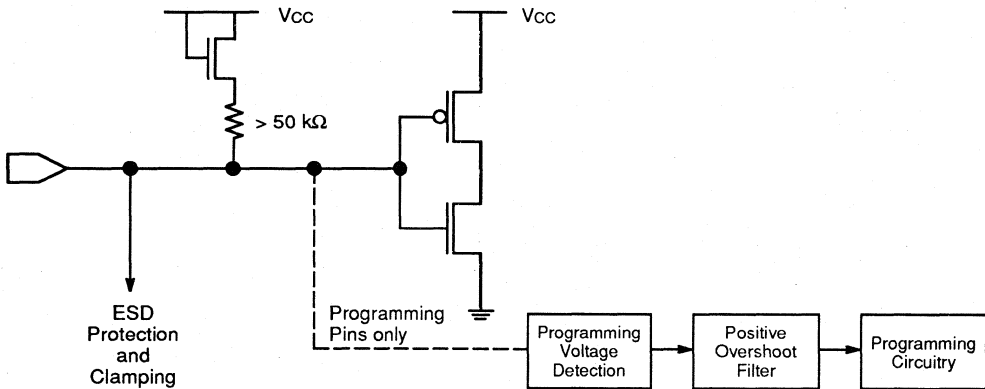 VCC
VCC
> 50 kΩ
ESD
Protection
and
Clamping
Programming
Pins only
Programming
Voltage
Detection
Positive
Overshoot
Filter
Programming
Circuitry